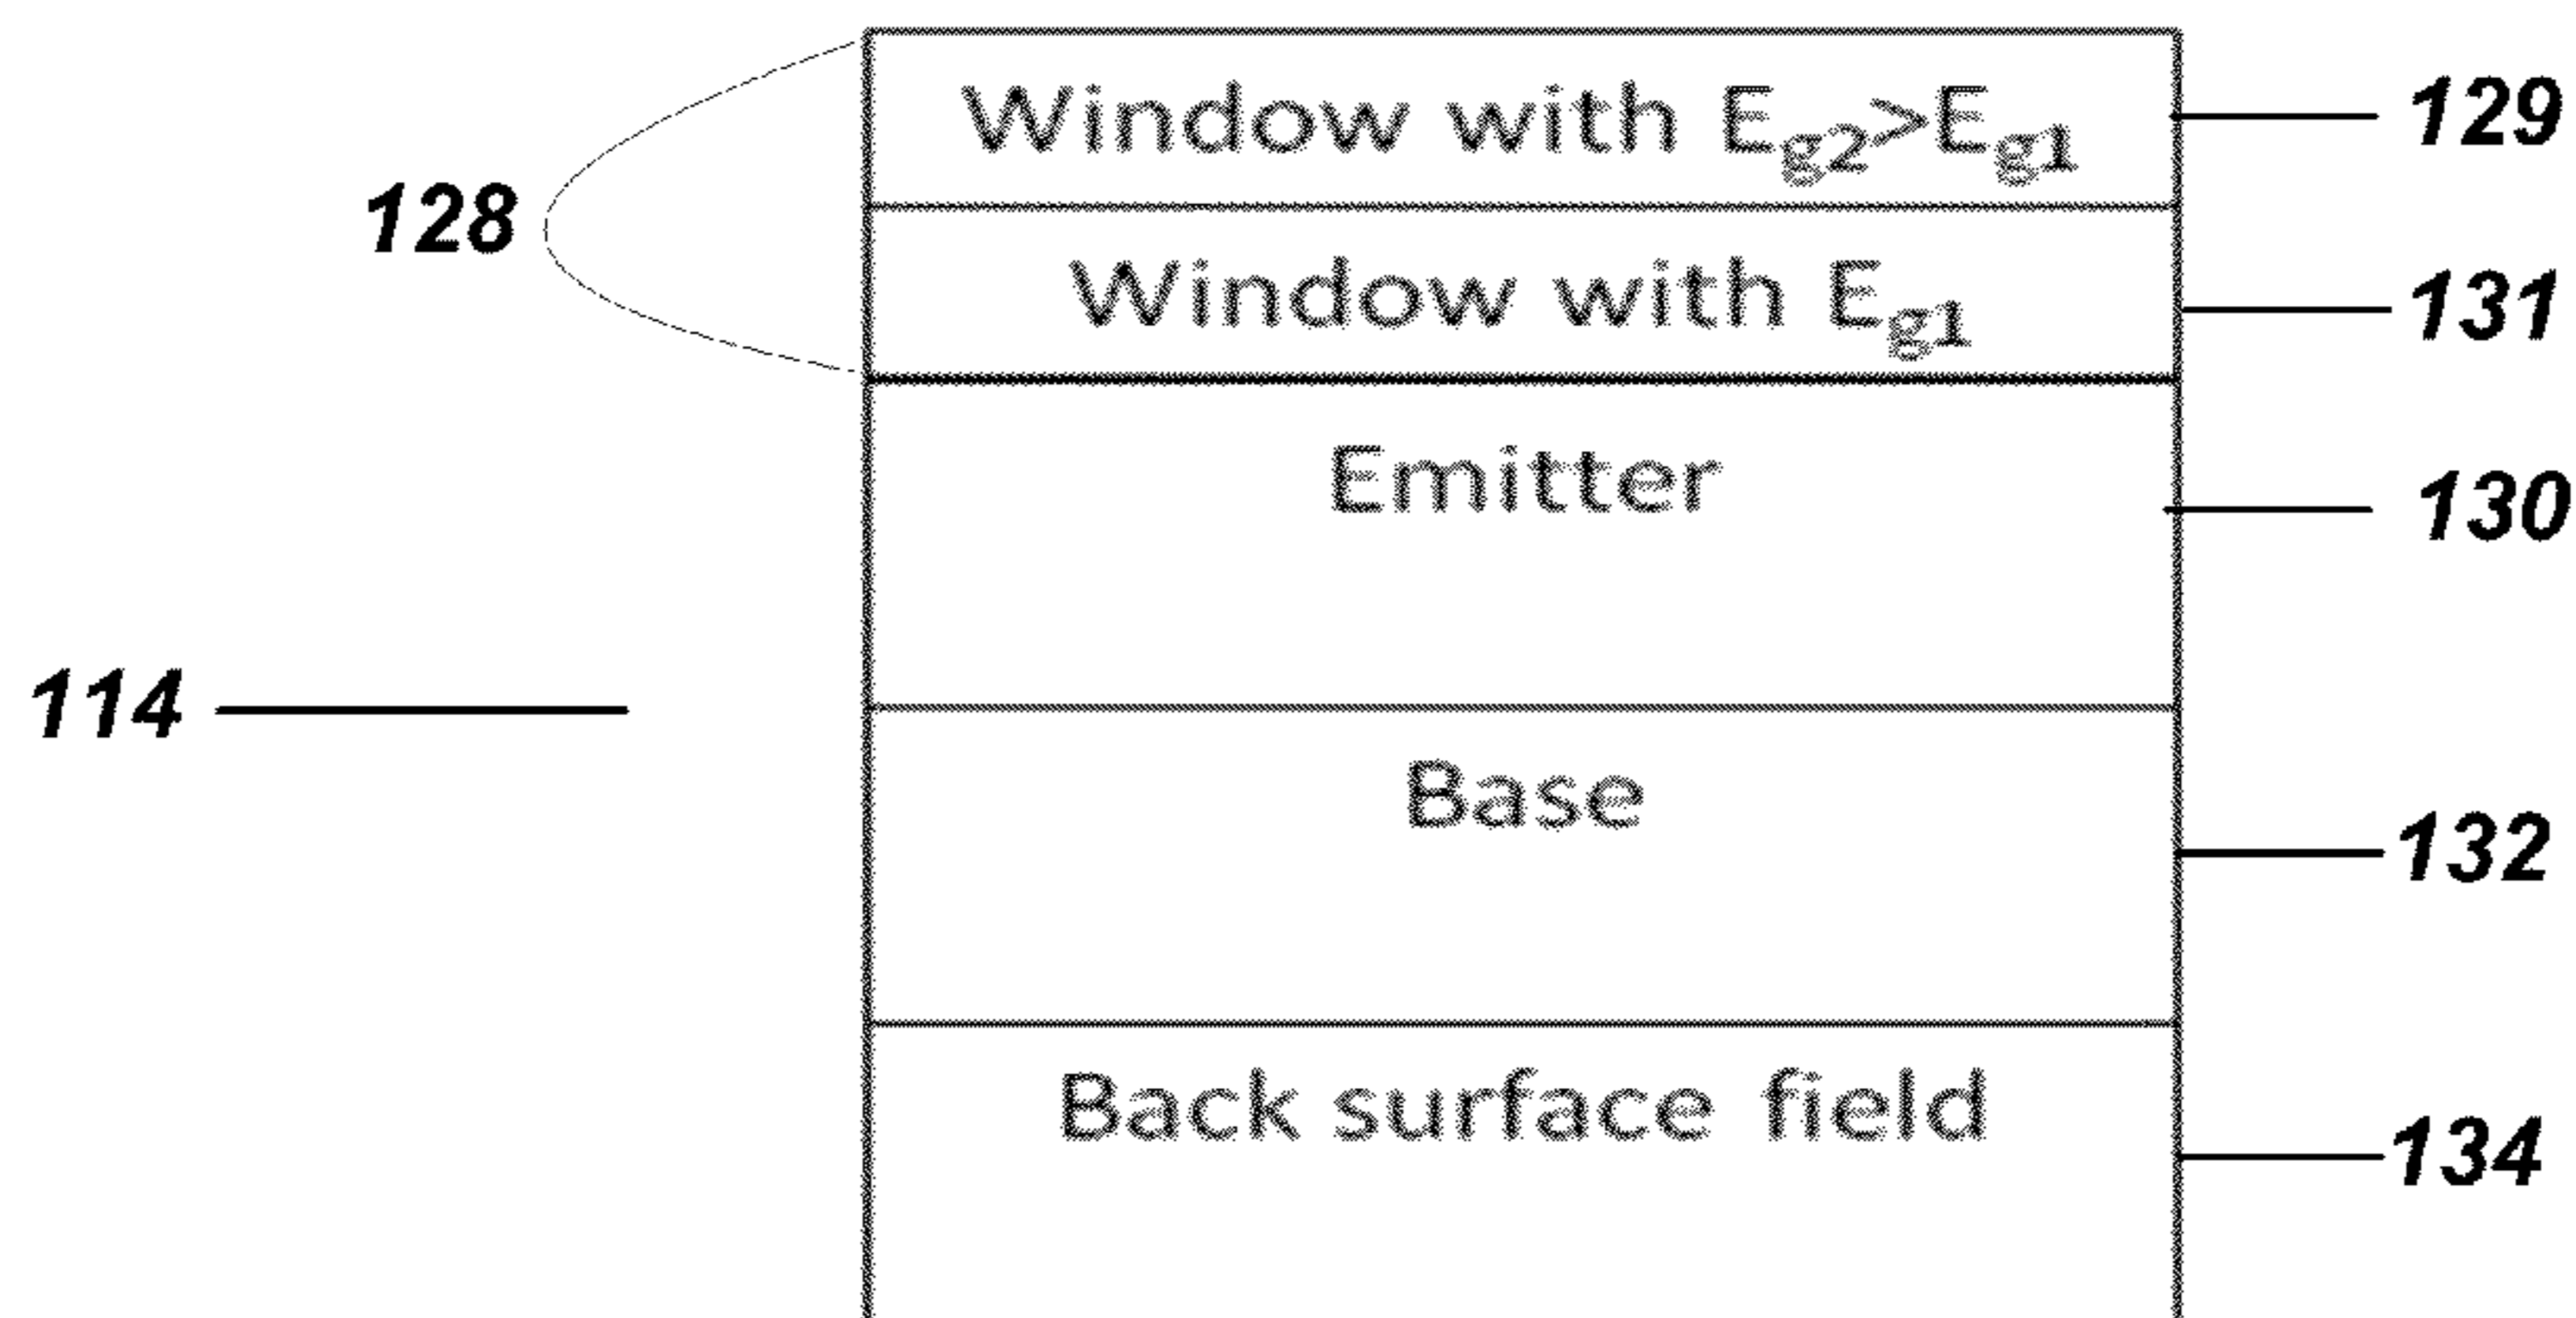 Window with Eg2>Eg1
129
128
Window with Eg1
131
Emitter
130
114
Base
132
Back surface field
134